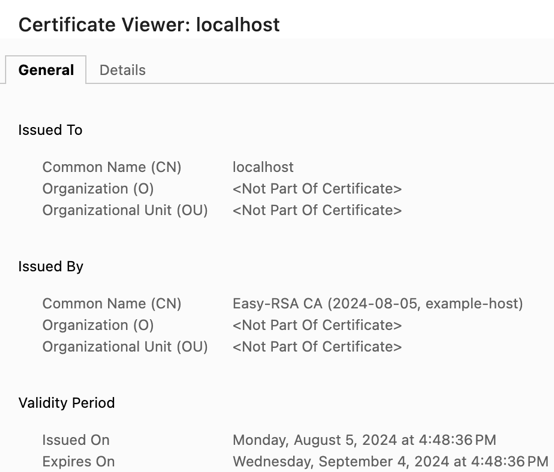 Certificate Viewer: localhost
General Details
Issued To
Common Name (CN) localhost
Organization (O) <Not Part Of Certificate>
Organizational Unit (OU) <Not Part Of Certificate>
Issued By
Common Name (CN) Easy-RSA CA (2024-08-05, example-host)
Organization (O) <Not Part Of Certificate>
Organizational Unit (OU) <Not Part Of Certificate>
Validity Period
Issued On Monday, August 5, 2024 at 4:48:36 PM
Expires On Wednesday, September 4, 2024 at 4:48:36 PM